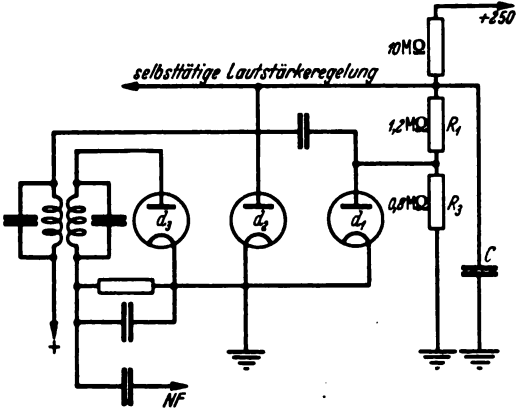 +250
10MΩ
selbsttätige Lautstärkeregelung
1,2MΩ R₁
d₃ d₂ d₁ 0,8MΩ R₃
C
+
NF